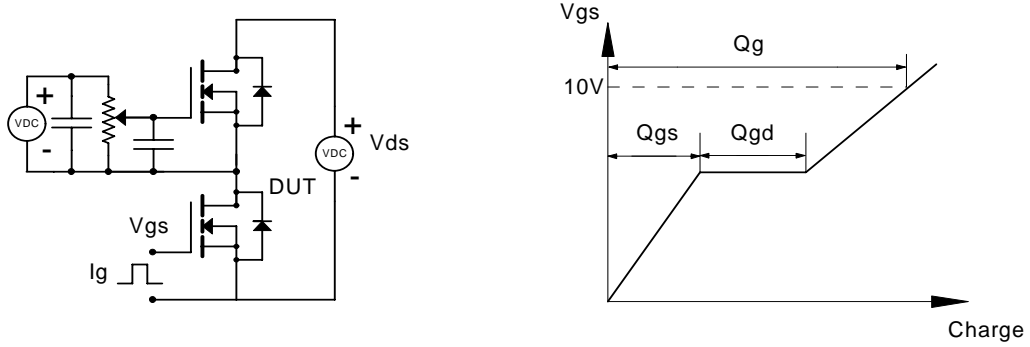 +
VDC
-
+
VDC
-
Vds
DUT
Vgs
Ig
Vgs
Qg
10V
Qgs
Qgd
Charge